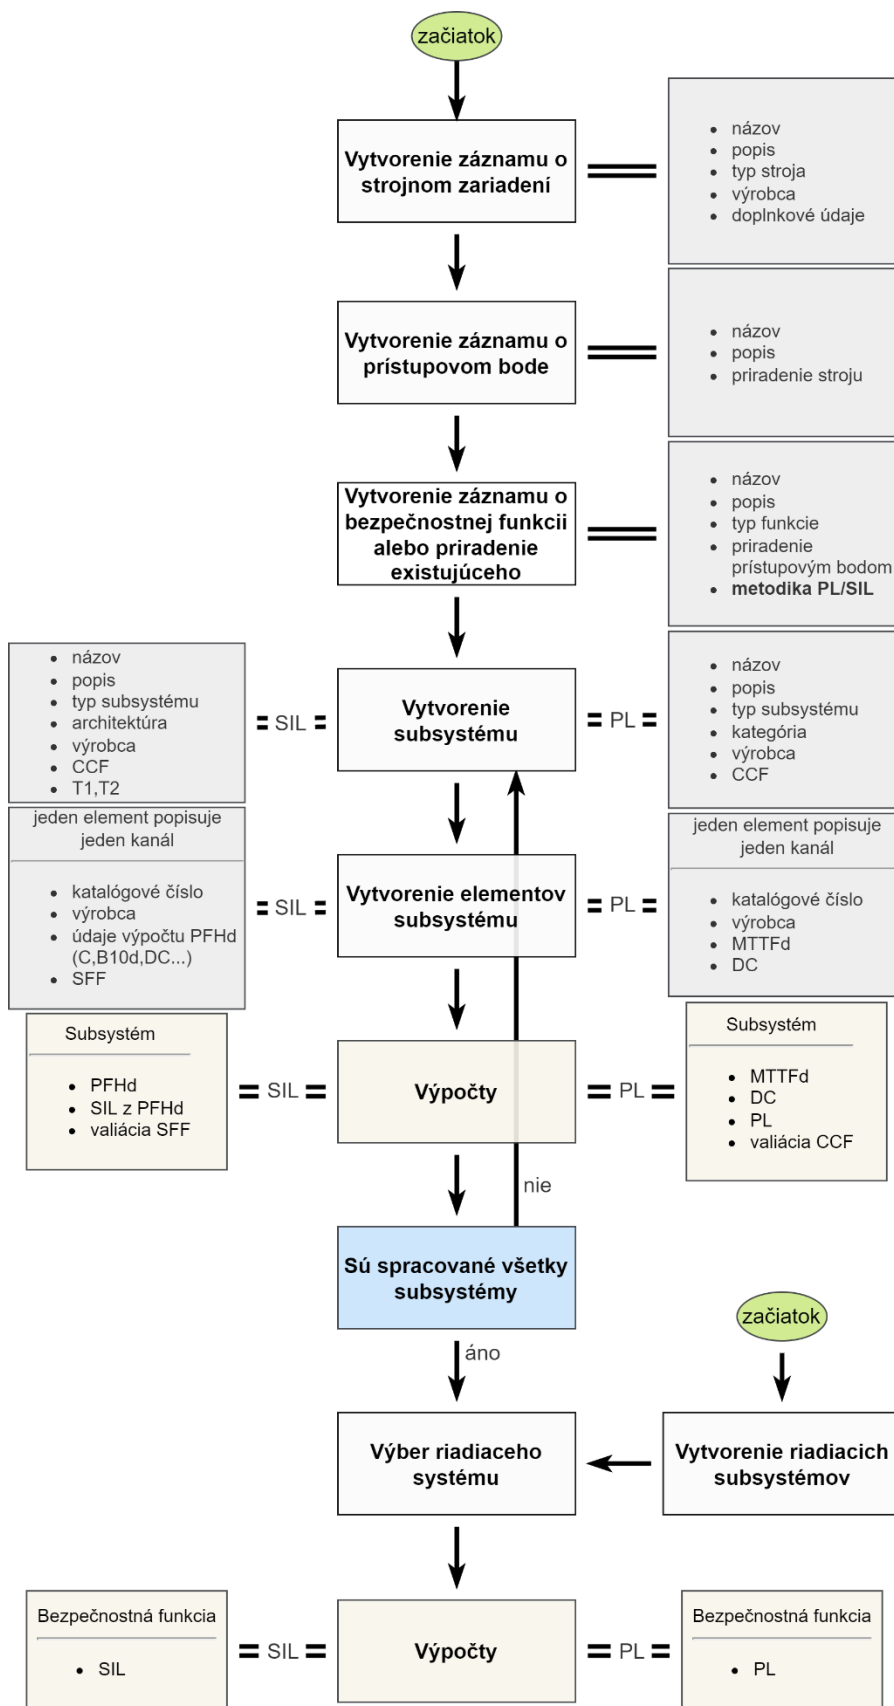 začiatok
Vytvorenie záznamu o
strojnom zariadení
názov
popis
typ stroja
výrobca
doplnkové údaje
Vytvorenie záznamu o
prístupovom bode
názov
popis
priradenie stroju
Vytvorenie záznamu o
bezpečnostnej funkcii
alebo priradenie
existujúceho
názov
popis
typ funkcie
priradenie
prístupovým bodom
metodika PL/SIL
názov
popis
typ subsystému
architektúra
výrobca
CCF
T1,T2
SIL
Vytvorenie
subsystému
PL
názov
popis
typ subsystému
kategória
výrobca
CCF
jeden element popisuje
jeden kanál
katalógové číslo
výrobca
údaje výpočtu PFHd
(C,B10d,DC...)
SFF
SIL
Vytvorenie elementov
subsystému
PL
jeden element popisuje
jeden kanál
katalógové číslo
výrobca
MTTFd
DC
Subsystém
PFHd
SIL z PFHd
valiácia SFF
SIL
Výpočty
PL
Subsystém
MTTFd
DC
PL
valiácia CCF
nie
Sú spracované všetky
subsystémy
áno
začiatok
Výber riadiaceho
systému
Vytvorenie riadiacich
subsystémov
Bezpečnostná funkcia
SIL
SIL
Výpočty
PL
Bezpečnostná funkcia
PL